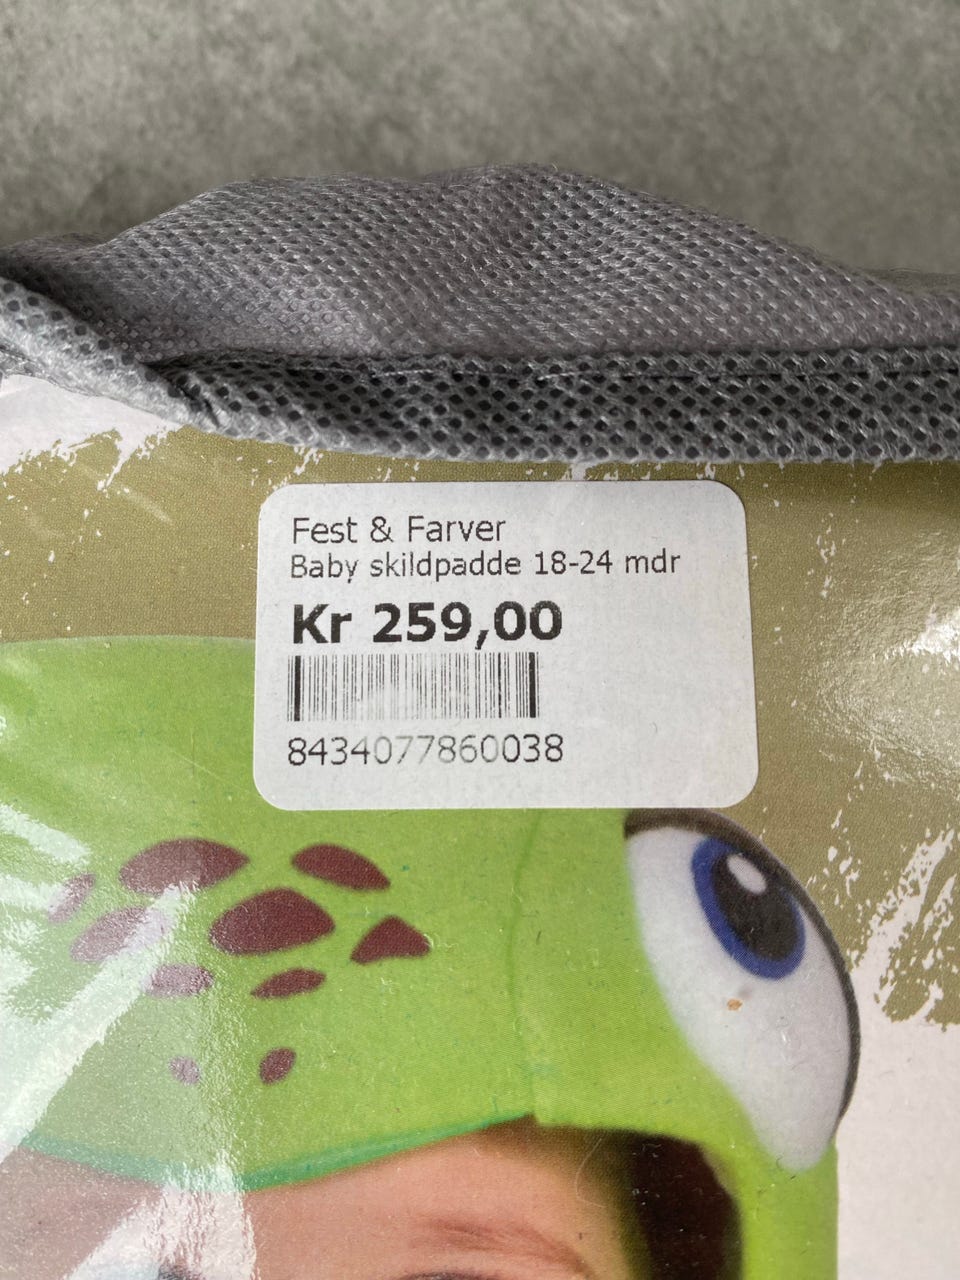 Fest & Farver
Baby skildpadde 18-24 mdr
Kr 259,00
8434077860038